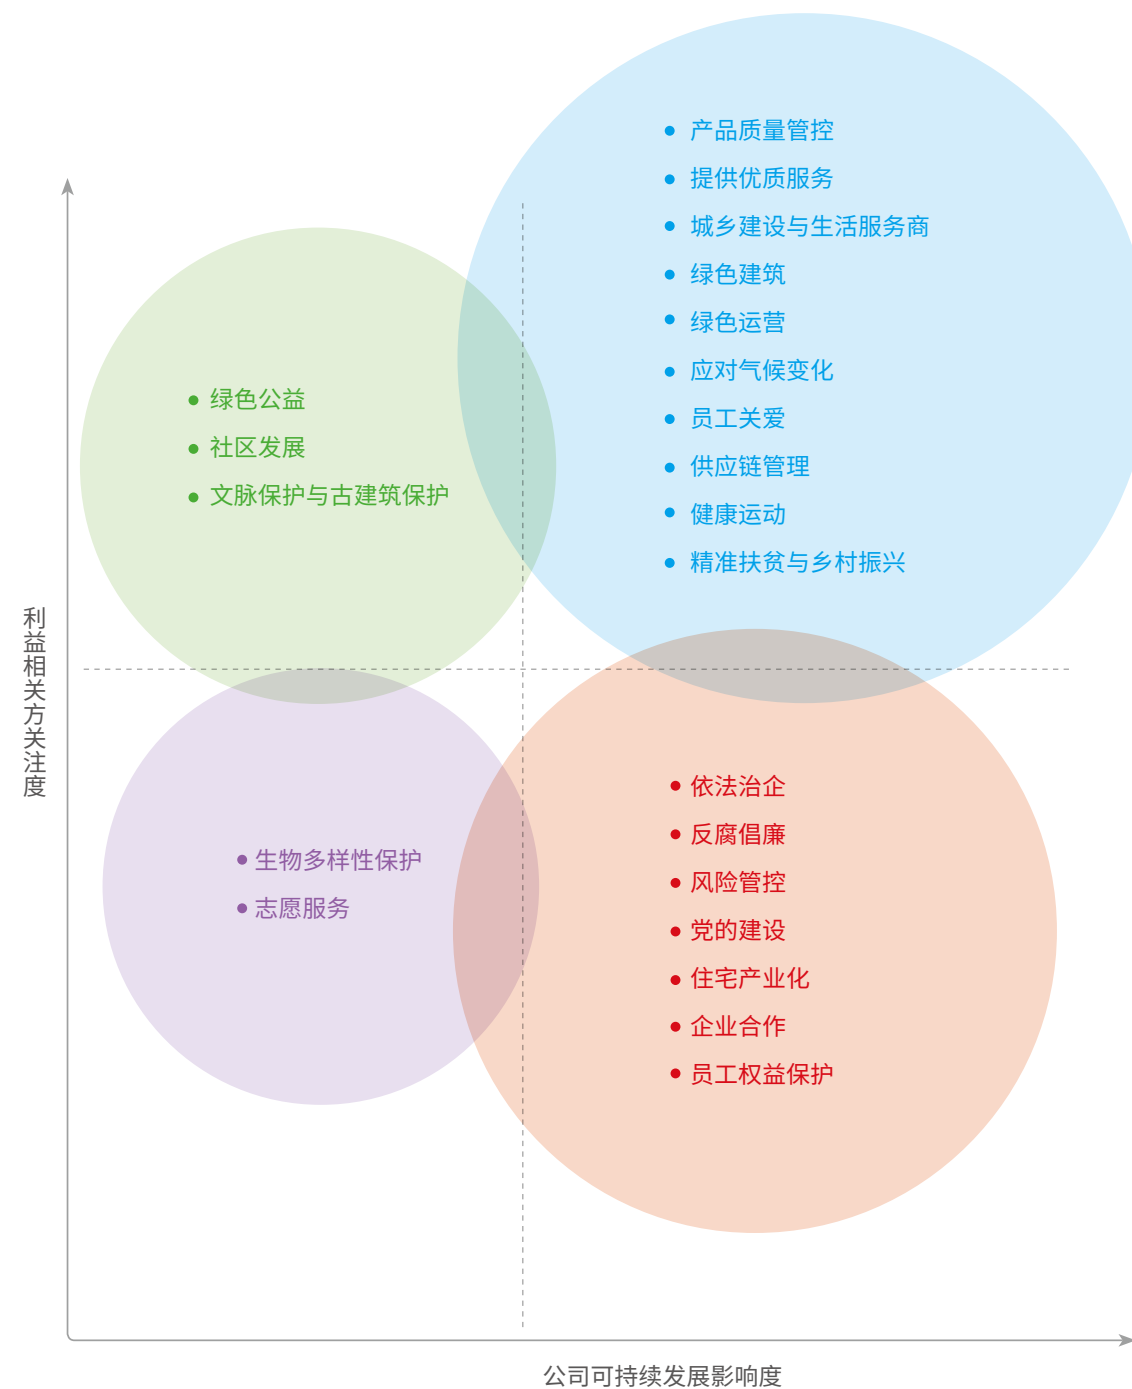 产品质量管控
提供优质服务
城乡建设与生活服务商
绿色建筑
绿色运营
应对气候变化
员工关爱
供应链管理
健康运动
精准扶贫与乡村振兴
绿色公益
社区发展
文脉保护与古建筑保护
利益相关方关注度
依法治企
反腐倡廉
风险管控
党的建设
住宅产业化
企业合作
员工权益保护
生物多样性保护
志愿服务
公司可持续发展影响度